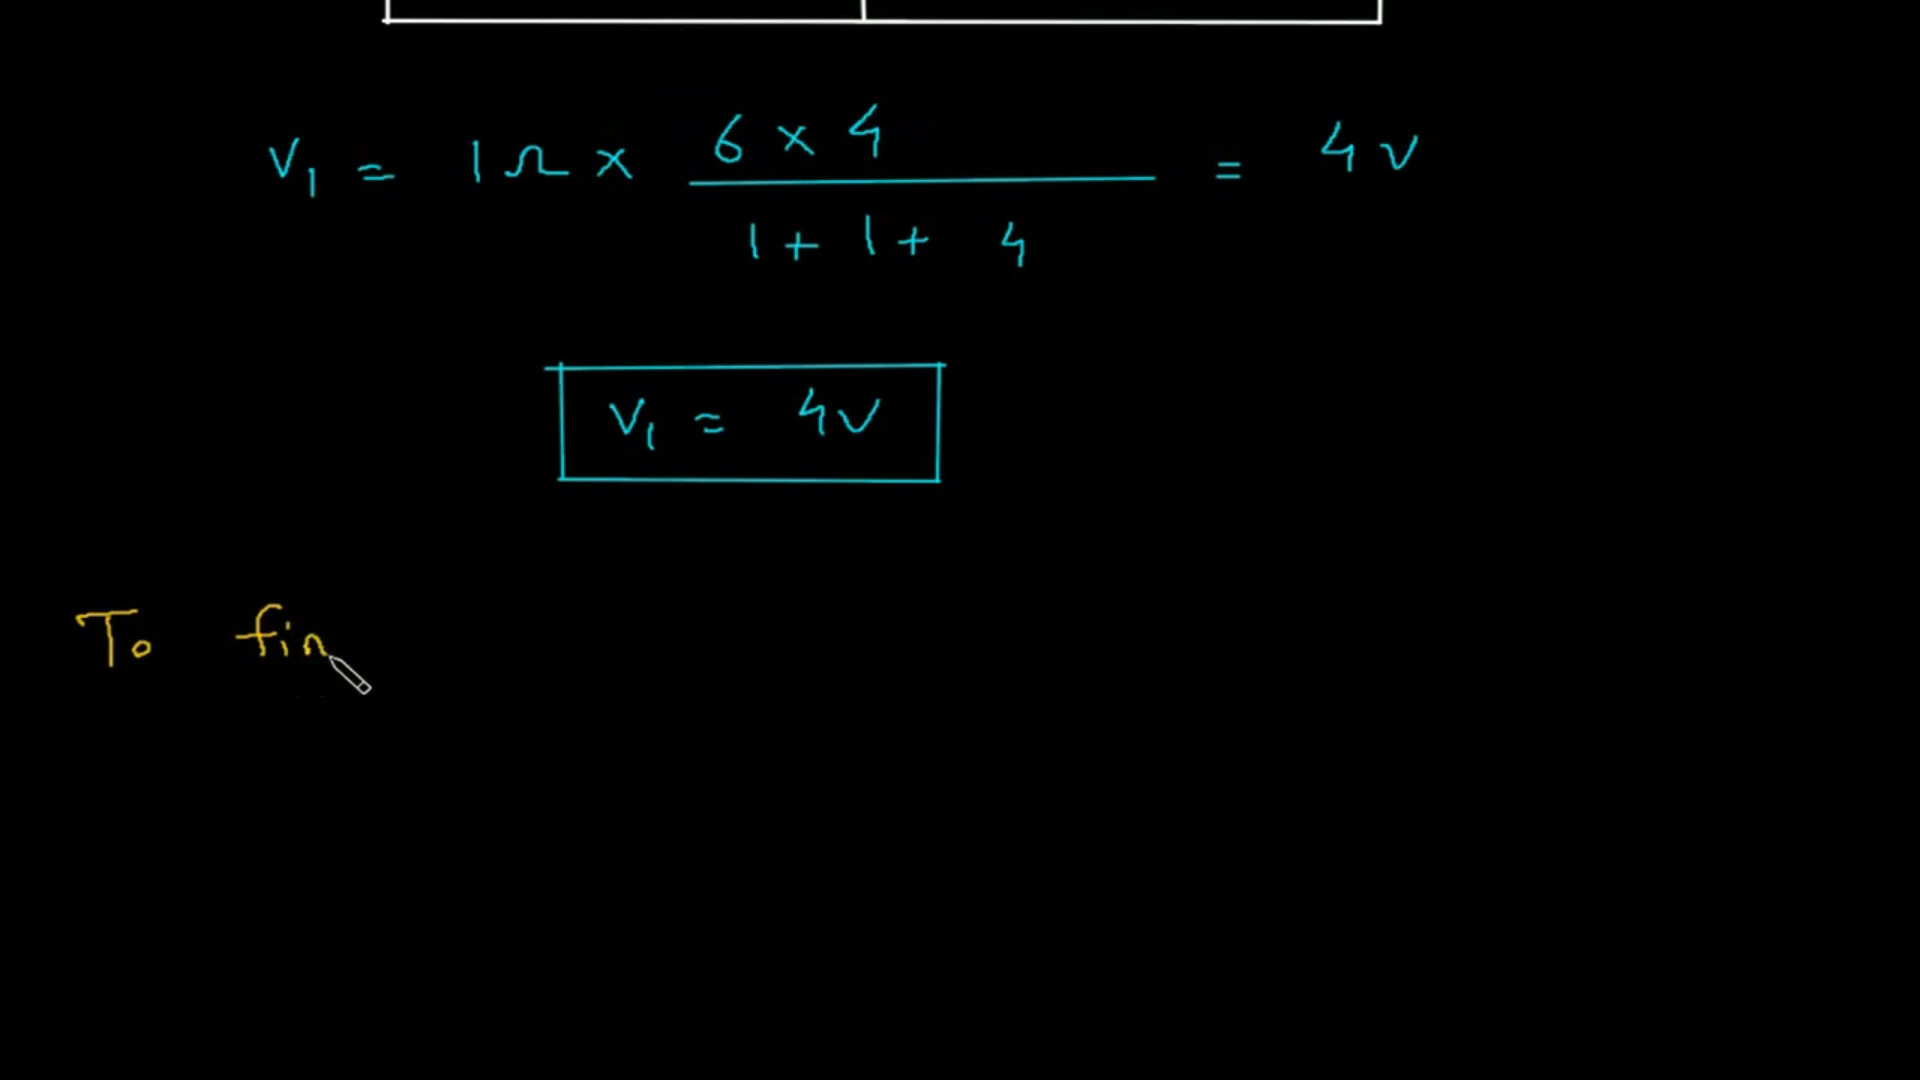 V₁ = 1Ω × 6 × 4 / 1 + 1 + 4 = 4V
V₁ = 4V
To fin